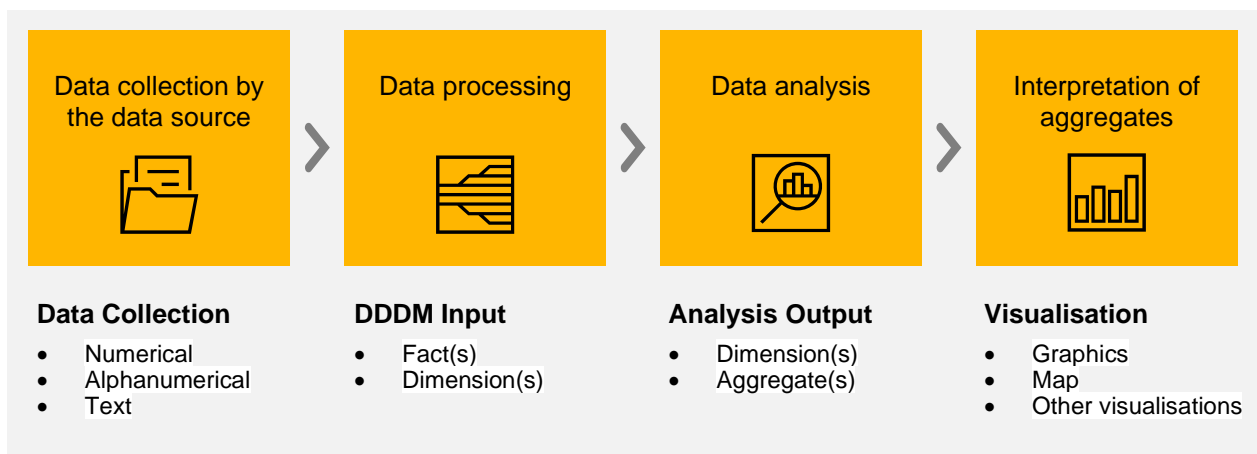 Data collection by
the data source
Data processing
Data analysis
Interpretation of
aggregates
Data Collection
• Numerical
• Alphanumerical
• Text
DDDM Input
• Fact(s)
• Dimension(s)
Analysis Output
• Dimension(s)
• Aggregate(s)
Visualisation
• Graphics
• Map
• Other visualisations